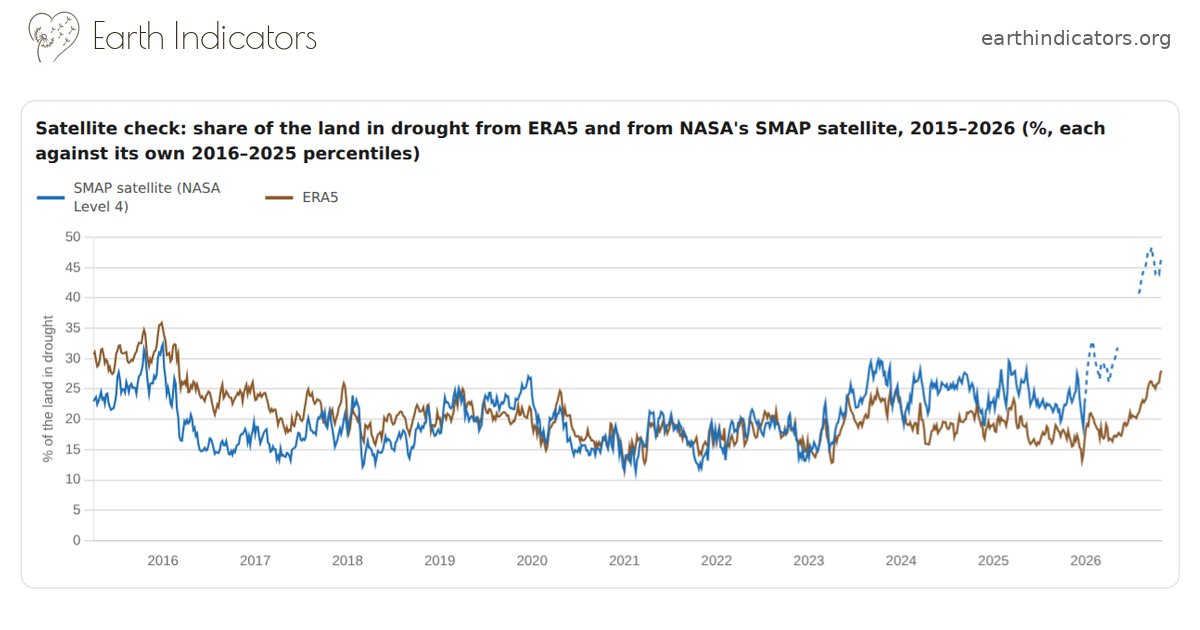 Earth Indicators
earthindicators.org
Satellite check: share of the land in drought from ERA5 and from NASA's SMAP satellite, 2015–2026 (%, each
against its own 2016–2025 percentiles)
SMAP satellite (NASA
Level 4)
ERA5
% of the land in drought
50
45
40
35
30
25
20
15
10
5
0
2016
2017
2018
2019
2020
2021
2022
2023
2024
2025
2026